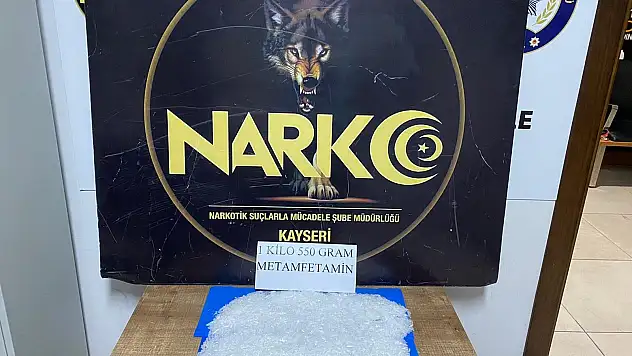 NARKO
NARKOTİK SUÇLARLA MÜCADELE ŞUBE MÜDÜRLÜĞÜ
KAYSERİ
1 KİLO 550 GRAM
METAMFETAMİN